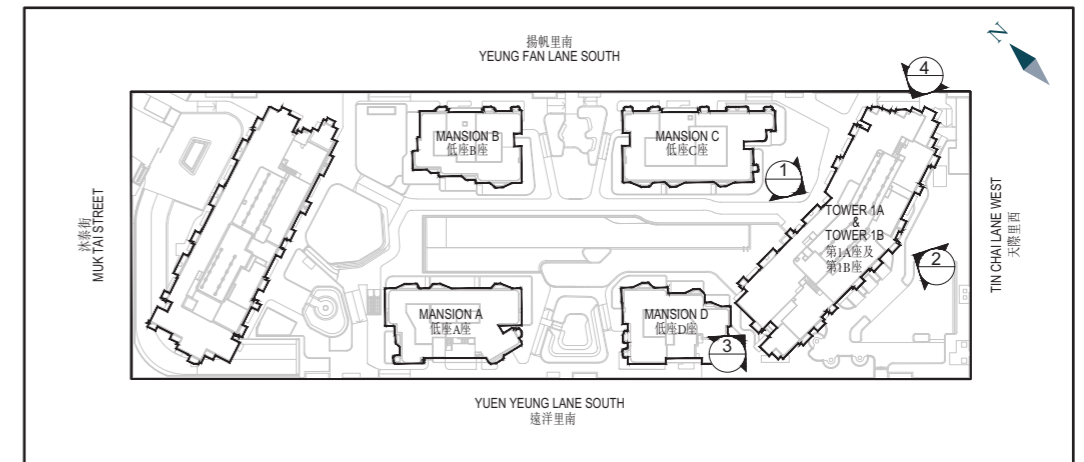 揚帆里南
YEUNG FAN LANE SOUTH
N
4
MANSION B
低座B座
MANSION C
低座C座
1
MUK TAI STREET
沐泰街
TOWER 1A
&
TOWER 1B
第1A座及
第1B座
2
TIN CHAI LANE WEST
天際里西
MANSION A
低座A座
MANSION D
低座D座
3
YUEN YEUNG LANE SOUTH
遠洋里南